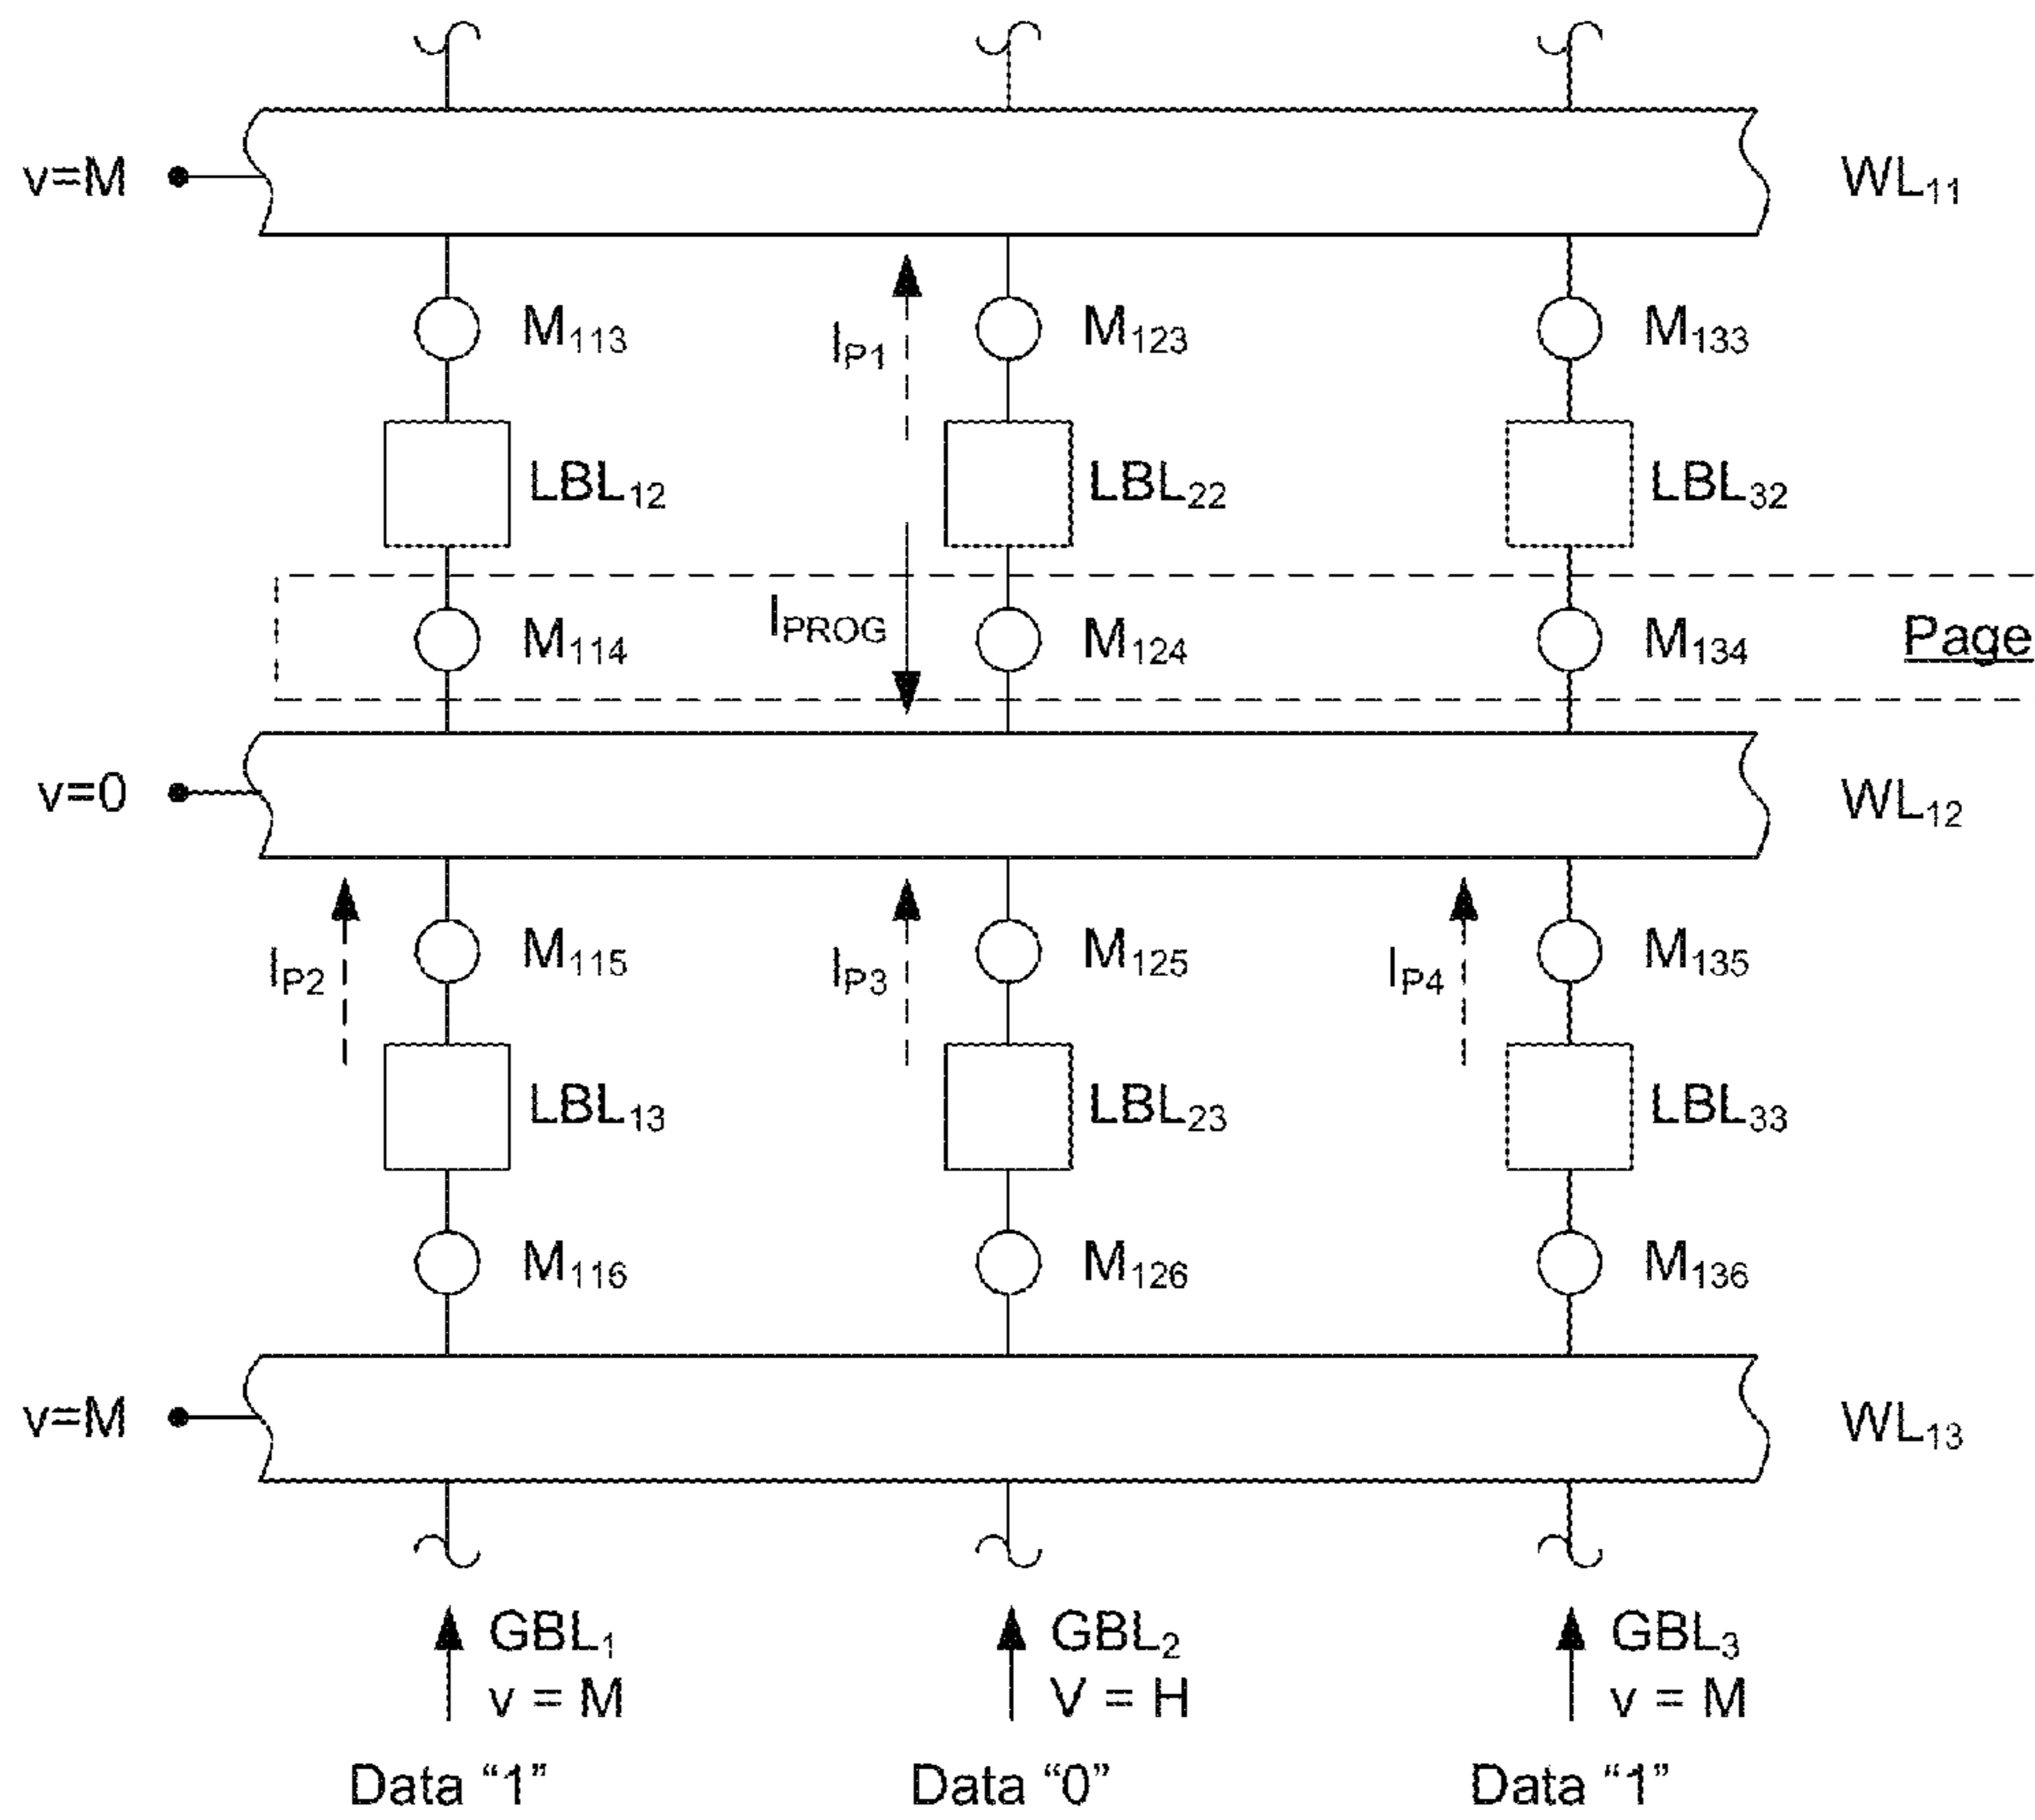 v=M WL11
M113 IP1 M123 M133
LBL12 LBL22 LBL32
M114 IPROG M124 M134 Page
v=0 WL12
IP2 M115 IP3 M125 IP4 M135
LBL13 LBL23 LBL33
M116 M126 M136
v=M WL13
GBL1 GBL2 GBL3
v = M V = H v = M
Data “1” Data “0” Data “1”